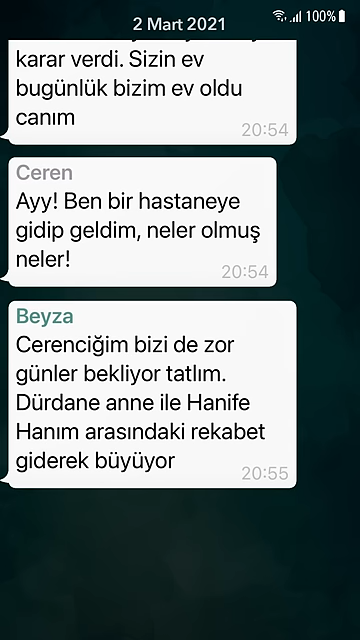 2 Mart 2021
100%
karar verdi. Sizin ev
bugünlük bizim ev oldu
canım
20:54
Ceren
Ayy! Ben bir hastaneye
gidip geldim, neler olmuş
neler!
20:54
Beyza
Cerenciğim bizi de zor
günler bekliyor tatlım.
Dürdane anne ile Hanife
Hanım arasındaki rekabet
giderek büyüyor
20:55